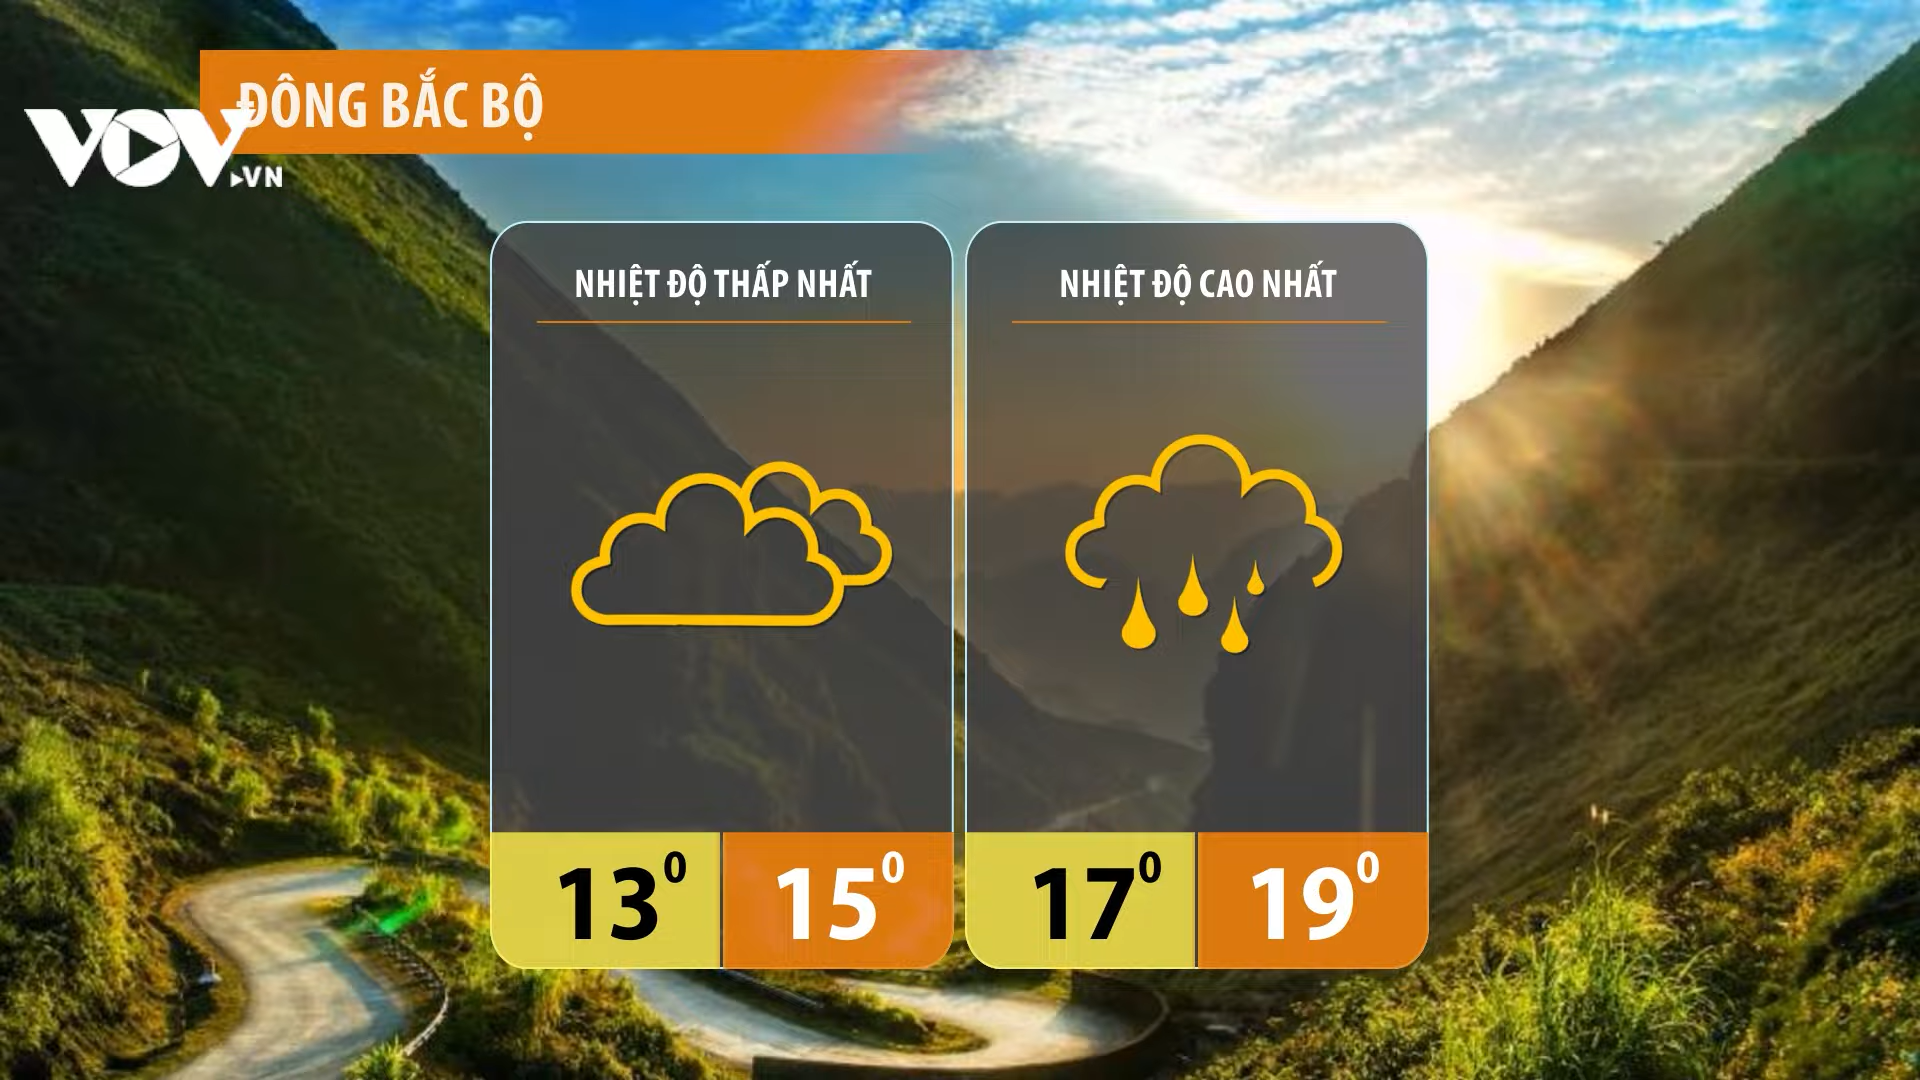 ĐÔNG BẮC BỘ
VOV.VN
NHIỆT ĐỘ THẤP NHẤT
NHIỆT ĐỘ CAO NHẤT
13⁰ 15⁰
17⁰ 19⁰